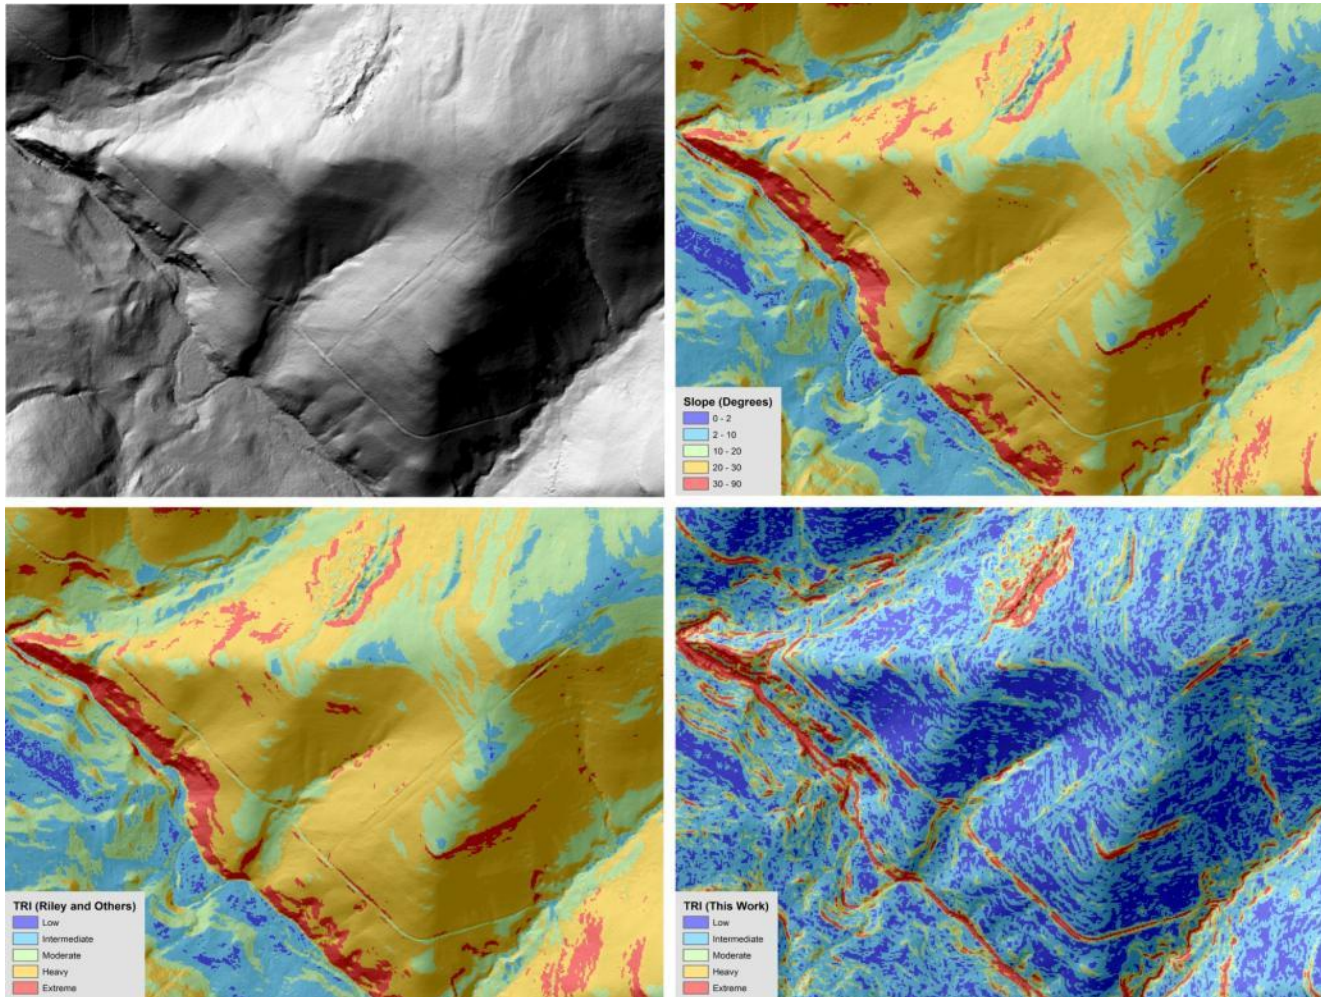 Slope (Degrees)
0 - 2
2 - 10
10 - 20
20 - 30
30 - 90
TRI (Riley and Others)
Low
Intermediate
Moderate
Heavy
Extreme
TRI (This Work)
Low
Intermediate
Moderate
Heavy
Extreme